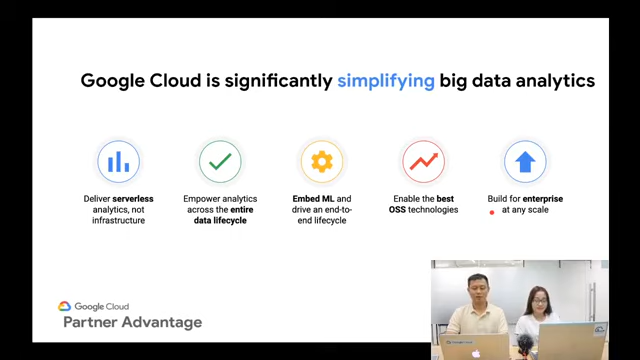 Google Cloud is significantly simplifying big data analytics
Deliver serverless
analytics, not
infrastructure
Empower analytics
across the entire
data lifecycle
Embed ML and
drive an end-to-
end lifecycle
Enable the best
OSS technologies
Build for enterprise
at any scale
Google Cloud
Partner Advantage